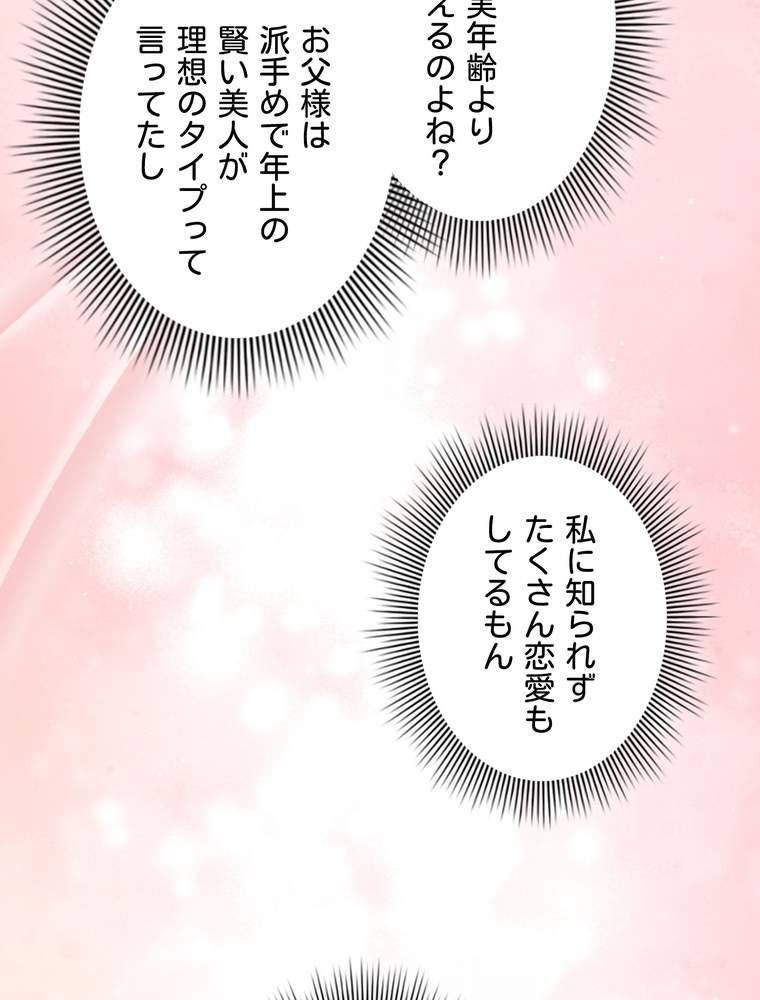 実年齢より
えるのよね？
お父様は
派手めで年上の
賢い美人が
理想のタイプって
言ってたし
私に知られず
たくさん恋愛も
してるもん